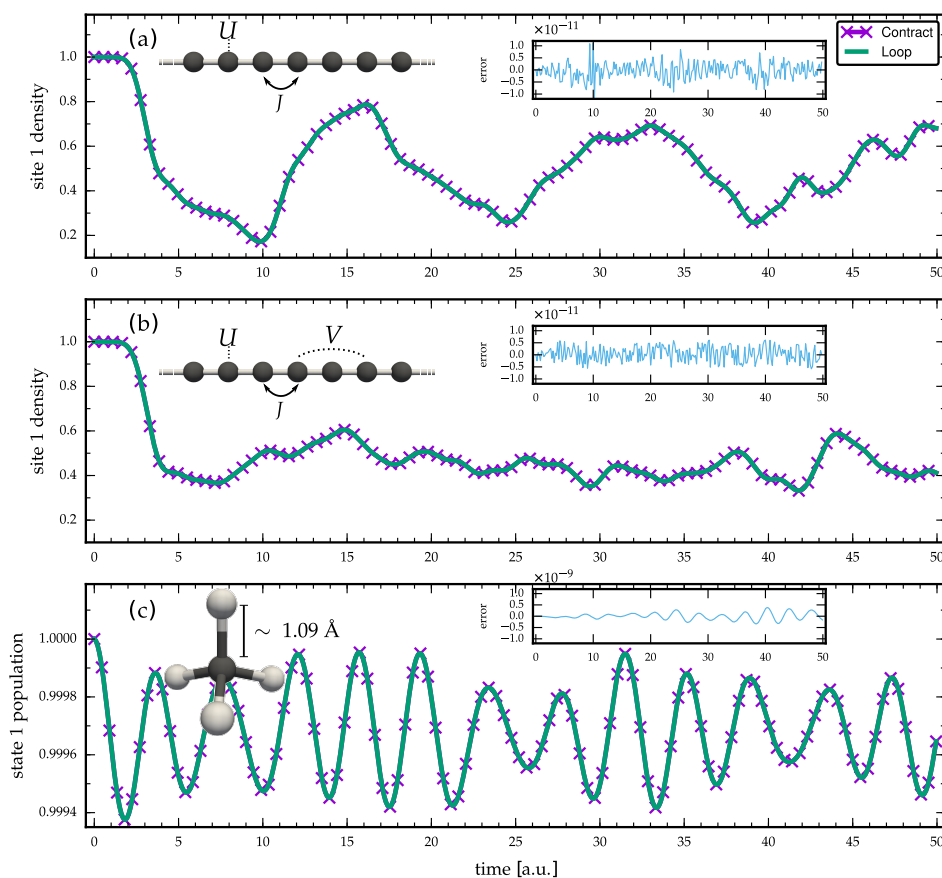 (a)
U
J
×10⁻¹¹
error
1.0
0.5
0.0
−0.5
−1.0
0 10 20 30 40 50
Contract
Loop
site 1 density
1.0
0.8
0.6
0.4
0.2
0 5 10 15 20 25 30 35 40 45 50
(b)
U
V
J
×10⁻¹¹
error
1.0
0.5
0.0
−0.5
−1.0
0 10 20 30 40 50
site 1 density
1.0
0.8
0.6
0.4
0.2
0 5 10 15 20 25 30 35 40 45 50
(c)
∼ 1.09 Å
×10⁻⁹
error
1.0
0.5
0.0
−0.5
−1.0
0 10 20 30 40 50
state 1 population
1.0000
0.9998
0.9996
0.9994
0 5 10 15 20 25 30 35 40 45 50
time [a.u.]